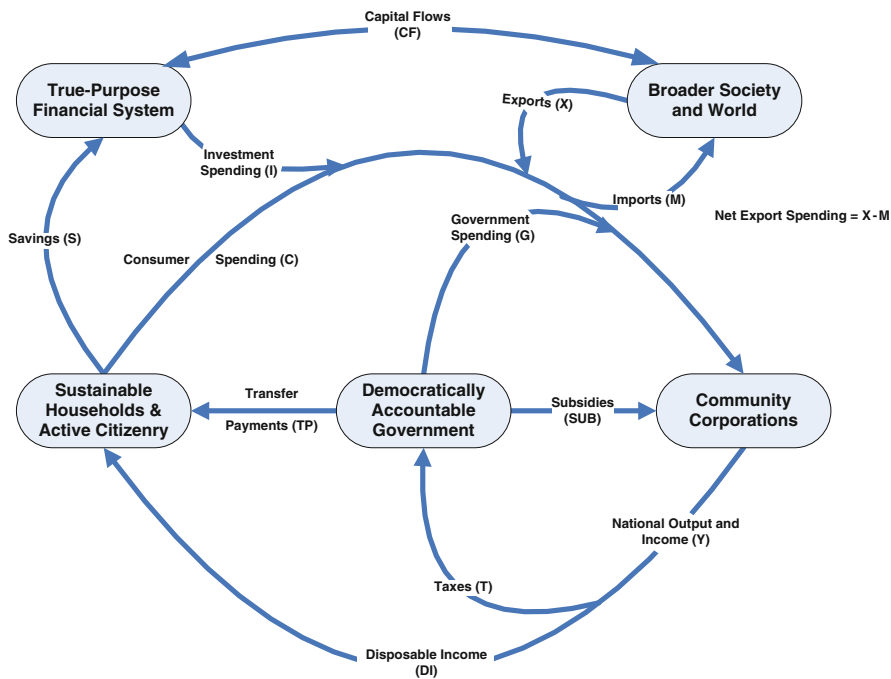 Capital Flows
(CF)
True-Purpose
Financial System
Broader Society
and World
Exports (X)
Investment
Spending (I)
Imports (M)
Government
Spending (G)
Net Export Spending = X - M
Savings (S)
Consumer Spending (C)
Sustainable
Households &
Active Citizenry
Transfer
Payments (TP)
Democratically
Accountable
Government
Subsidies
(SUB)
Community
Corporations
National Output and
Income (Y)
Taxes (T)
Disposable Income
(DI)